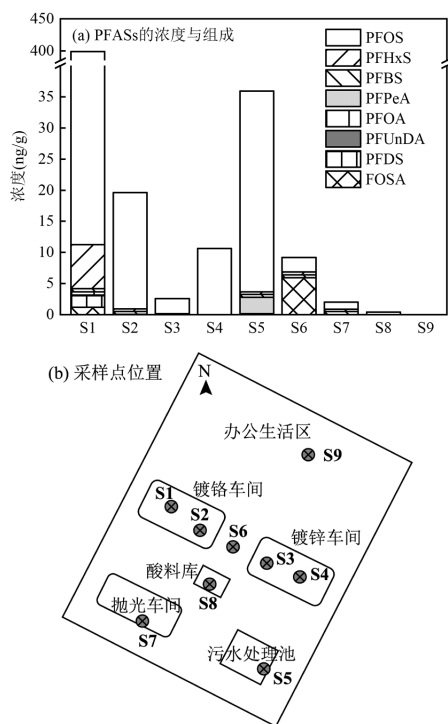 (a) PFASs的浓度与组成
450
400
35
30
25
20
15
10
5
0
浓度(ng/g)
PFOS
PFHxS
PFBS
PFPeA
PFOA
PFUnDA
PFDS
FOSA
S1 S2 S3 S4 S5 S6 S7 S8 S9
(b) 采样点位置
N
办公生活区
S9
镀铬车间
S1
S2
S6
镀锌车间
S3
S4
酸料库
S8
抛光车间
S7
污水处理池
S5